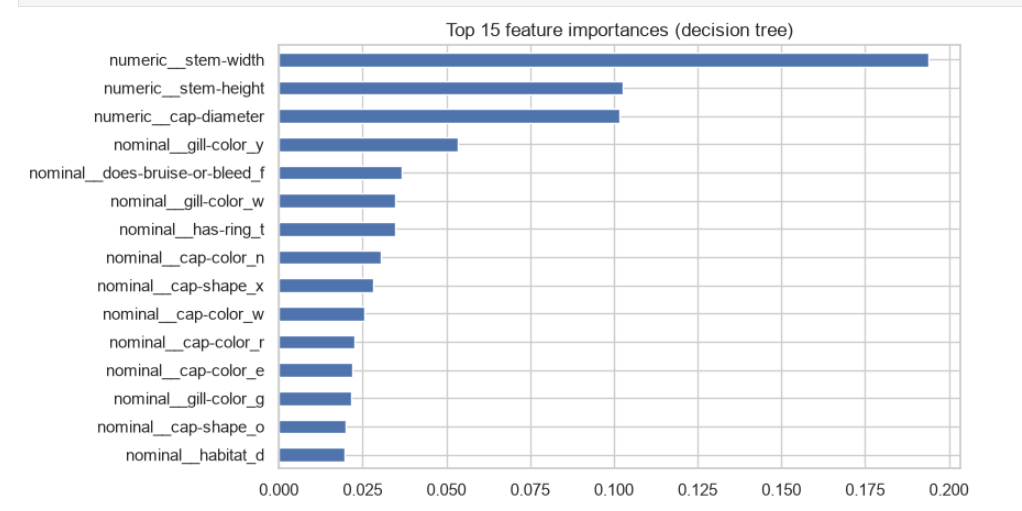 Top 15 feature importances (decision tree)
numeric__stem-width
numeric__stem-height
numeric__cap-diameter
nominal__gill-color_y
nominal__does-bruise-or-bleed_f
nominal__gill-color_w
nominal__has-ring_t
nominal__cap-color_n
nominal__cap-shape_x
nominal__cap-color_w
nominal__cap-color_r
nominal__cap-color_e
nominal__gill-color_g
nominal__cap-shape_o
nominal__habitat_d
0.000 0.025 0.050 0.075 0.100 0.125 0.150 0.175 0.200